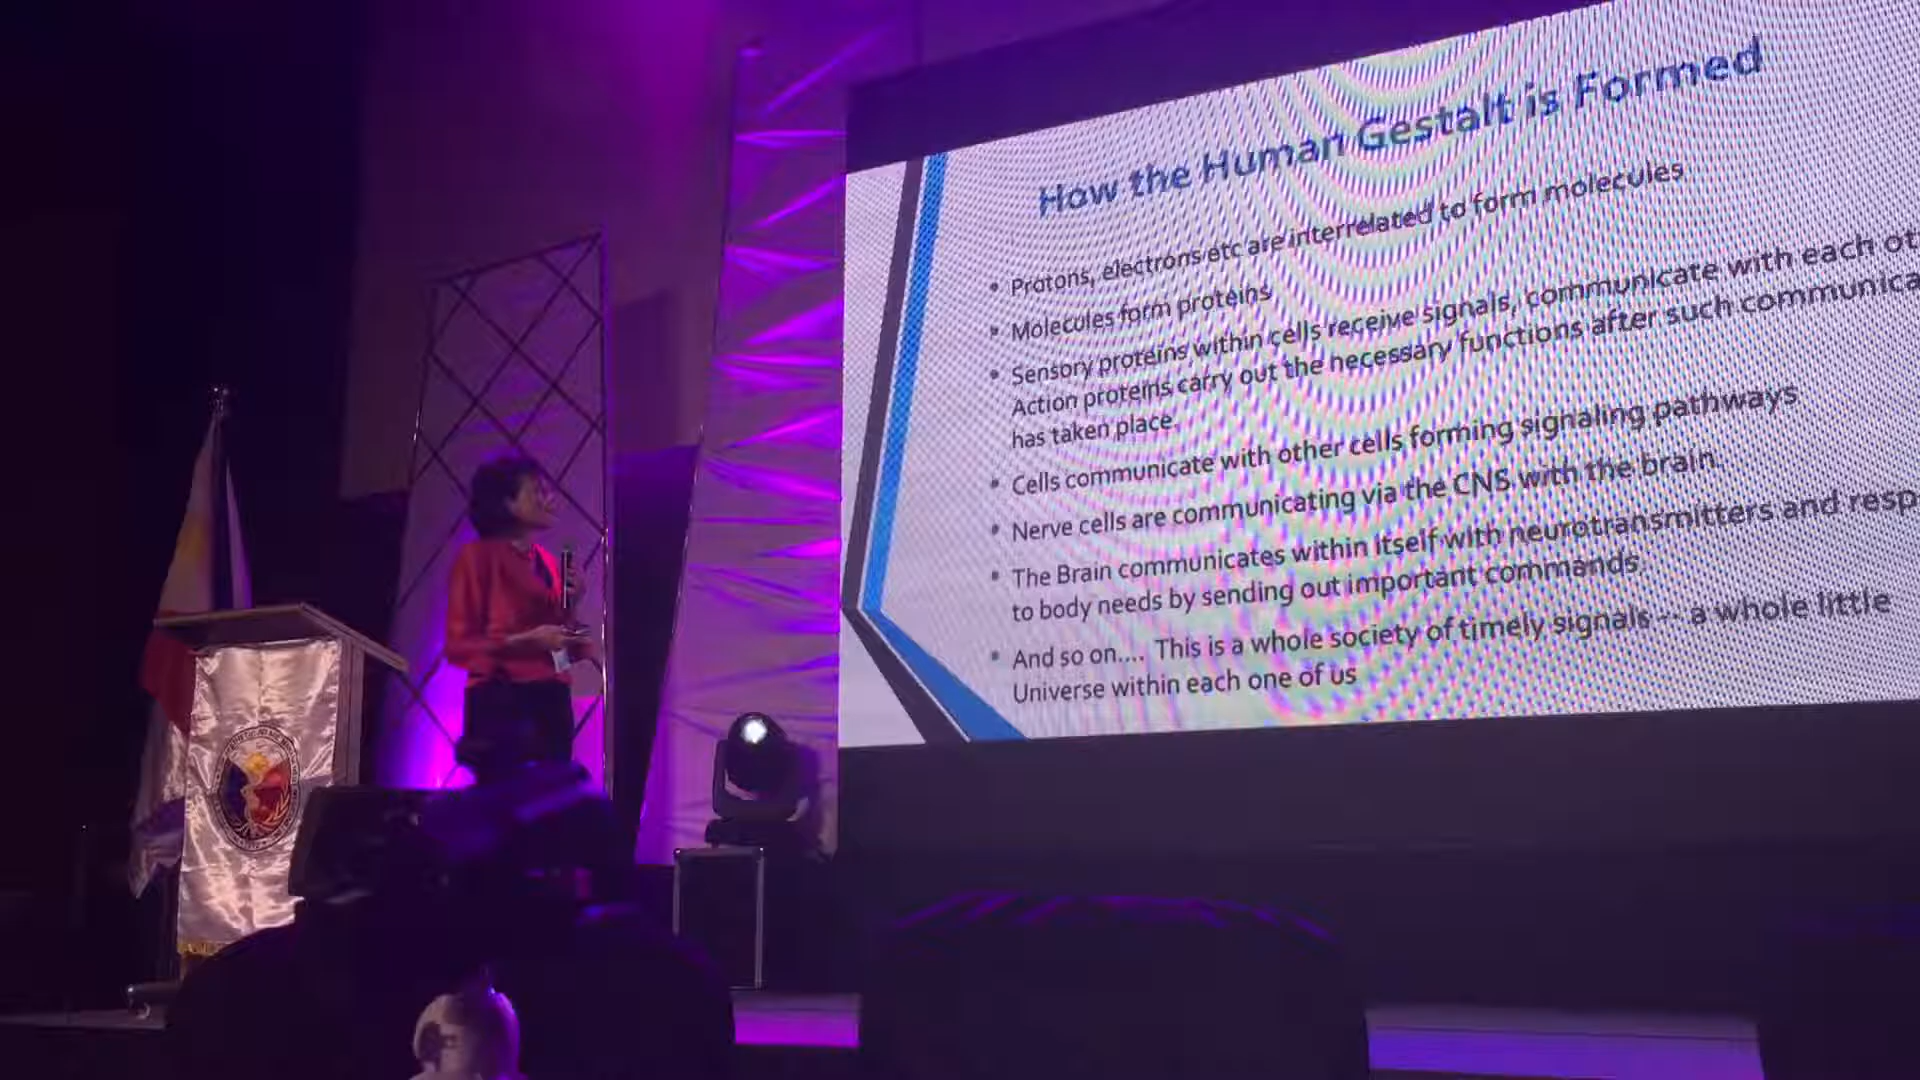 How the Human Gestalt is Formed
• Protons, electrons etc are interrelated to form molecules
• Molecules form proteins
• Sensory proteins within cells receive signals, communicate with each ot
Action proteins carry out the necessary functions after such communica
has taken place.
• Cells communicate with other cells forming signaling pathways
• Nerve cells are communicating via the CNS with the brain.
• The Brain communicates within itself with neurotransmitters and resp
to body needs by sending out important commands.
• And so on.... This is a whole society of timely signals -- a whole little
Universe within each one of us